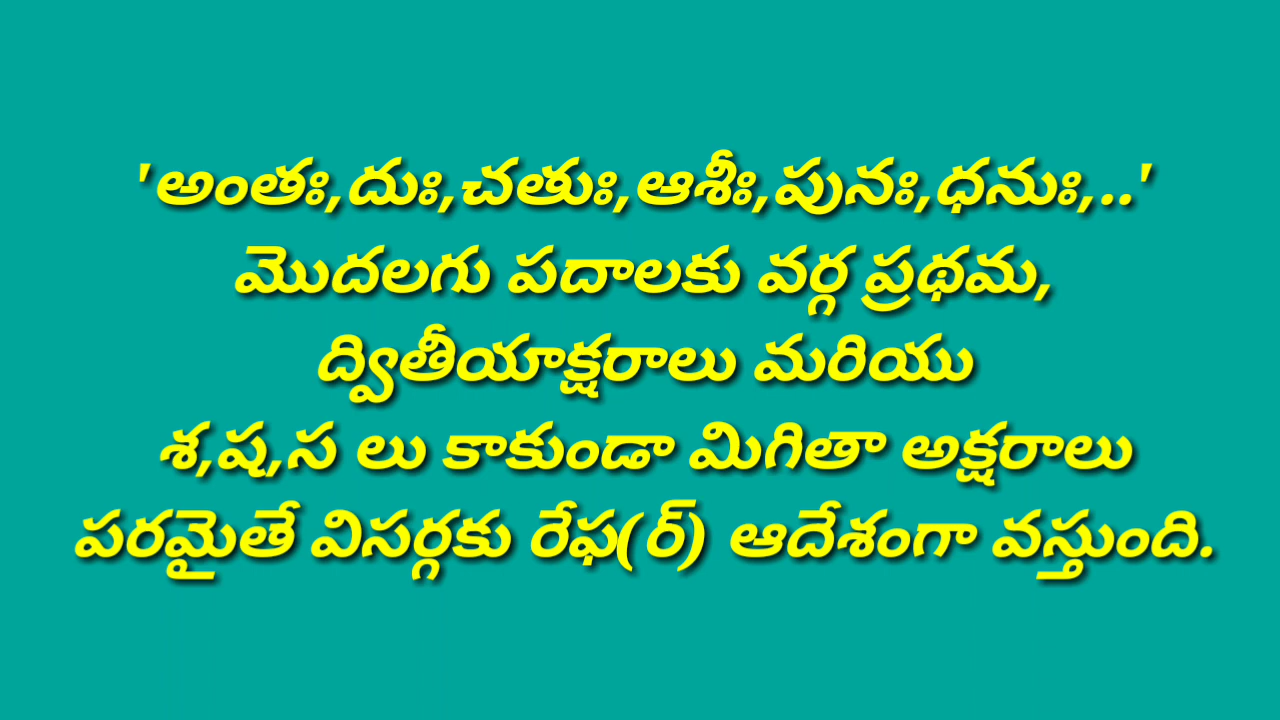 'అంతః,దుః,చతుః,ఆశీః,పునః,ధనుః,..'
మొదలగు పదాలకు వర్గ ప్రథమ,
ద్వితీయాక్షరాలు మరియు
శ,ష,స లు కాకుండా మిగితా అక్షరాలు
పరమైతే విసర్గకు రేఫ(ర్) ఆదేశంగా వస్తుంది.